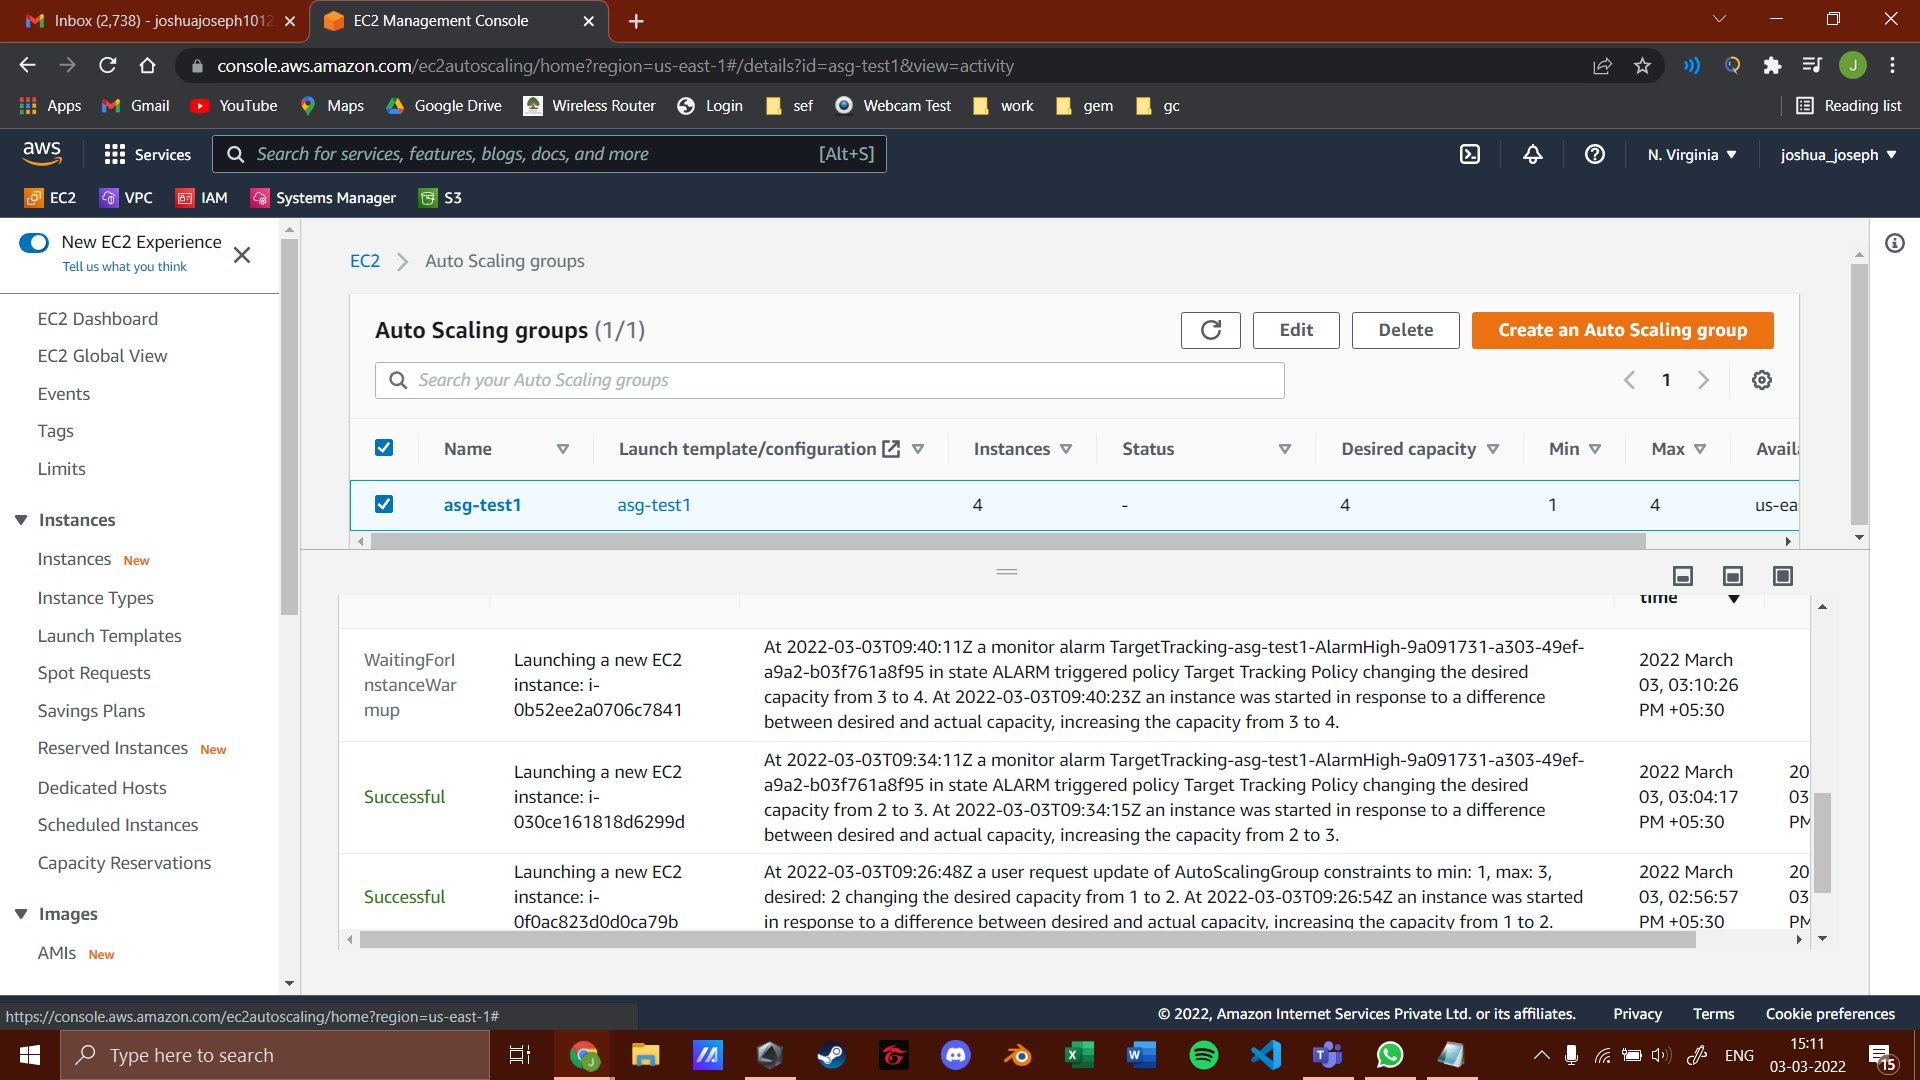 Inbox (2,738) - joshuajoseph1012
EC2 Management Console
console.aws.amazon.com/ec2autoscaling/home?region=us-east-1#/details?id=asg-test1&view=activity
J
Apps
Gmail
YouTube
Maps
Google Drive
Wireless Router
Login
sef
Webcam Test
work
gem
gc
Reading list
aws
Services
Search for services, features, blogs, docs, and more
[Alt+S]
N. Virginia
joshua_joseph
EC2
VPC
IAM
Systems Manager
S3
New EC2 Experience
Tell us what you think
EC2 Dashboard
EC2 Global View
Events
Tags
Limits
Instances
Instances New
Instance Types
Launch Templates
Spot Requests
Savings Plans
Reserved Instances New
Dedicated Hosts
Scheduled Instances
Capacity Reservations
Images
AMIs New
EC2
Auto Scaling groups
Auto Scaling groups (1/1)
Edit
Delete
Create an Auto Scaling group
Search your Auto Scaling groups
1
Name
Launch template/configuration
Instances
Status
Desired capacity
Min
Max
Avail
asg-test1
asg-test1
4
-
4
1
4
us-ea
time
WaitingForI
nstanceWar
mup
Launching a new EC2
instance: i-
0b52ee2a0706c7841
At 2022-03-03T09:40:11Z a monitor alarm TargetTracking-asg-test1-AlarmHigh-9a091731-a303-49ef-
a9a2-b03f761a8f95 in state ALARM triggered policy Target Tracking Policy changing the desired
capacity from 3 to 4. At 2022-03-03T09:40:23Z an instance was started in response to a difference
between desired and actual capacity, increasing the capacity from 3 to 4.
2022 March
03, 03:10:26
PM +05:30
Successful
Launching a new EC2
instance: i-
030ce161818d6299d
At 2022-03-03T09:34:11Z a monitor alarm TargetTracking-asg-test1-AlarmHigh-9a091731-a303-49ef-
a9a2-b03f761a8f95 in state ALARM triggered policy Target Tracking Policy changing the desired
capacity from 2 to 3. At 2022-03-03T09:34:15Z an instance was started in response to a difference
between desired and actual capacity, increasing the capacity from 2 to 3.
2022 March
03, 03:04:17
PM +05:30
20
03
PM
Successful
Launching a new EC2
instance: i-
0f0ac823d0d0ca79b
At 2022-03-03T09:26:48Z a user request update of AutoScalingGroup constraints to min: 1, max: 3,
desired: 2 changing the desired capacity from 1 to 2. At 2022-03-03T09:26:54Z an instance was started
in response to a difference between desired and actual capacity, increasing the capacity from 1 to 2.
2022 March
03, 02:56:57
PM +05:30
20
03
PM
https://console.aws.amazon.com/ec2autoscaling/home?region=us-east-1#
© 2022, Amazon Internet Services Private Ltd. or its affiliates.
Privacy
Terms
Cookie preferences
Type here to search
ENG
15:11
03-03-2022
15